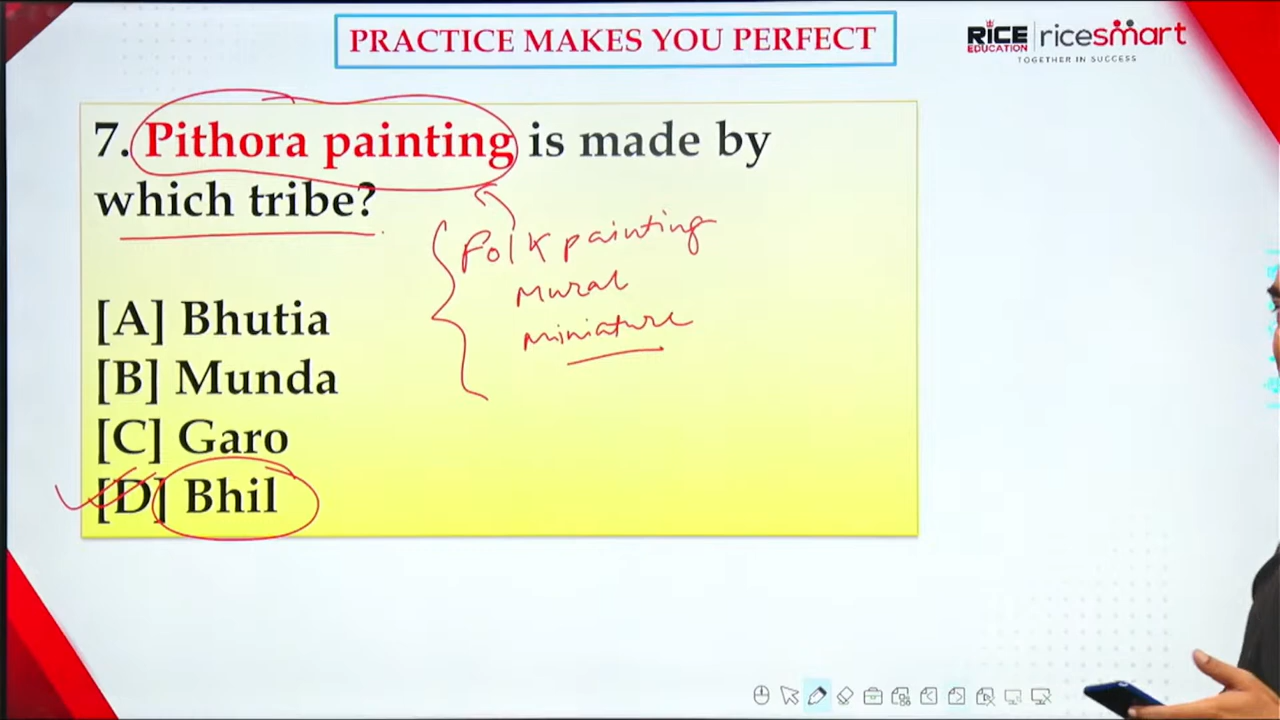 PRACTICE MAKES YOU PERFECT
RICE EDUCATION ricesmart
TOGETHER IN SUCCESS
7. Pithora painting is made by
which tribe?
Folk painting
Mural
Miniature
[A] Bhutia
[B] Munda
[C] Garo
[D] Bhil